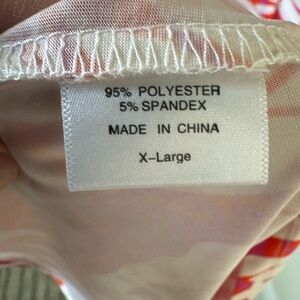 95% POLYESTER
5% SPANDEX
MADE IN CHINA
X-Large